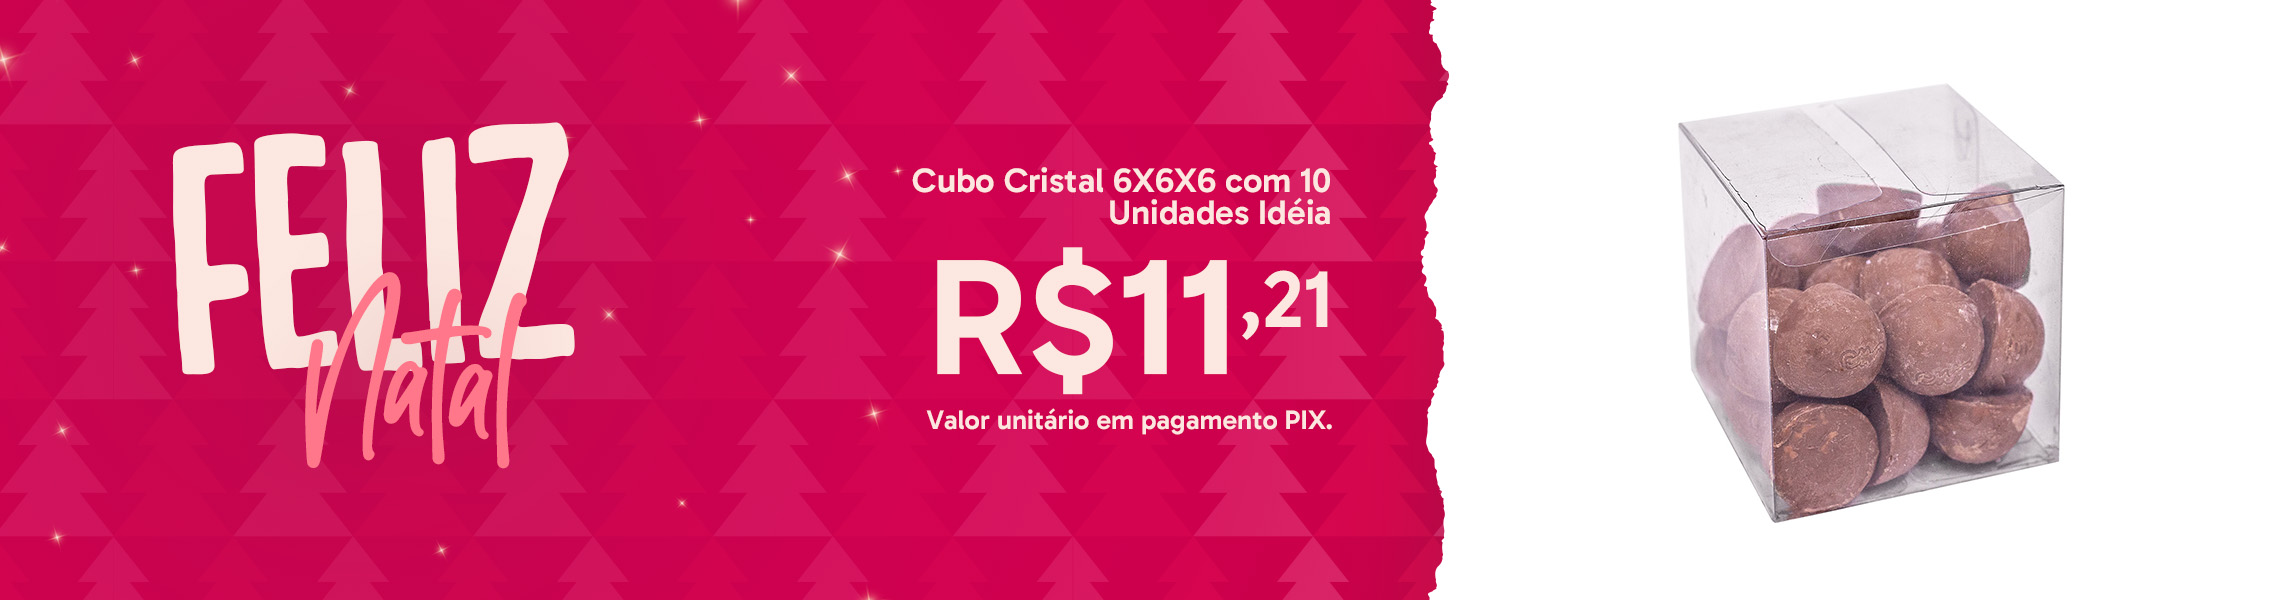 FELIZ
Natal
Cubo Cristal 6X6X6 com 10
Unidades Idéia
R$11,21
Valor unitário em pagamento PIX.